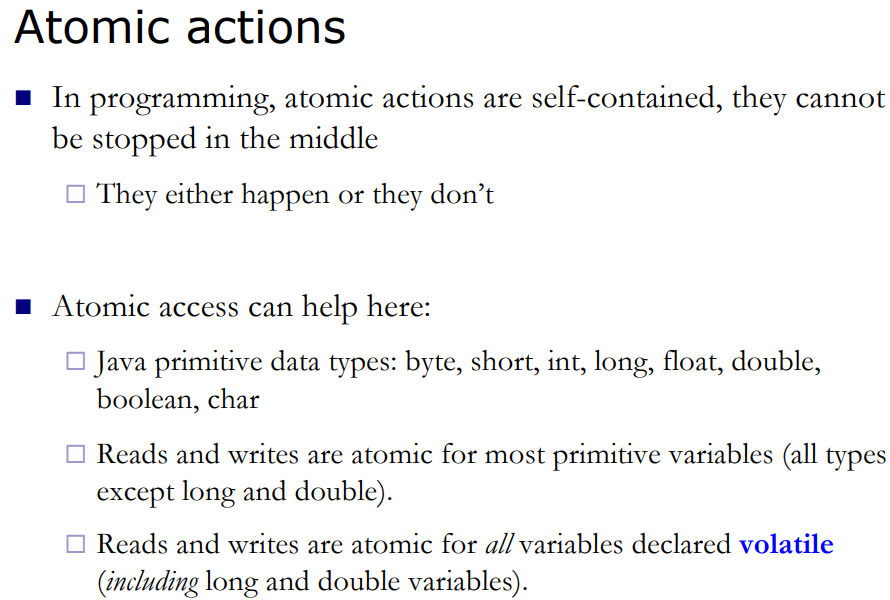 Atomic actions
In programming, atomic actions are self-contained, they cannot
be stopped in the middle
They either happen or they don’t
Atomic access can help here:
Java primitive data types: byte, short, int, long, float, double,
boolean, char
Reads and writes are atomic for most primitive variables (all types
except long and double).
Reads and writes are atomic for all variables declared volatile
(including long and double variables).